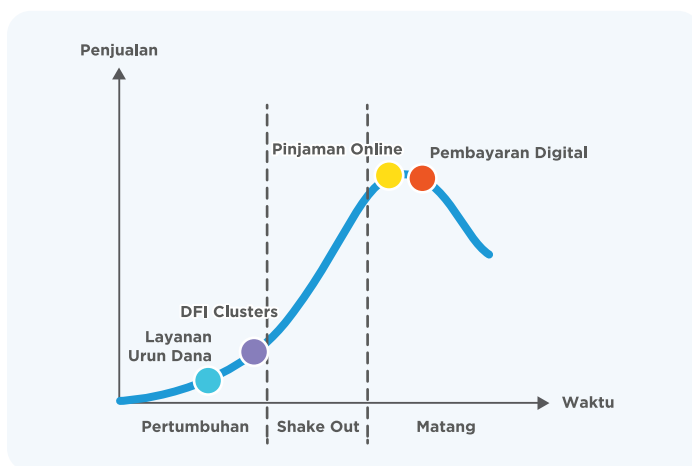 Penjualan
Pinjaman Online
Pembayaran Digital
DFI Clusters
Layanan
Urun Dana
Waktu
Pertumbuhan
Shake Out
Matang